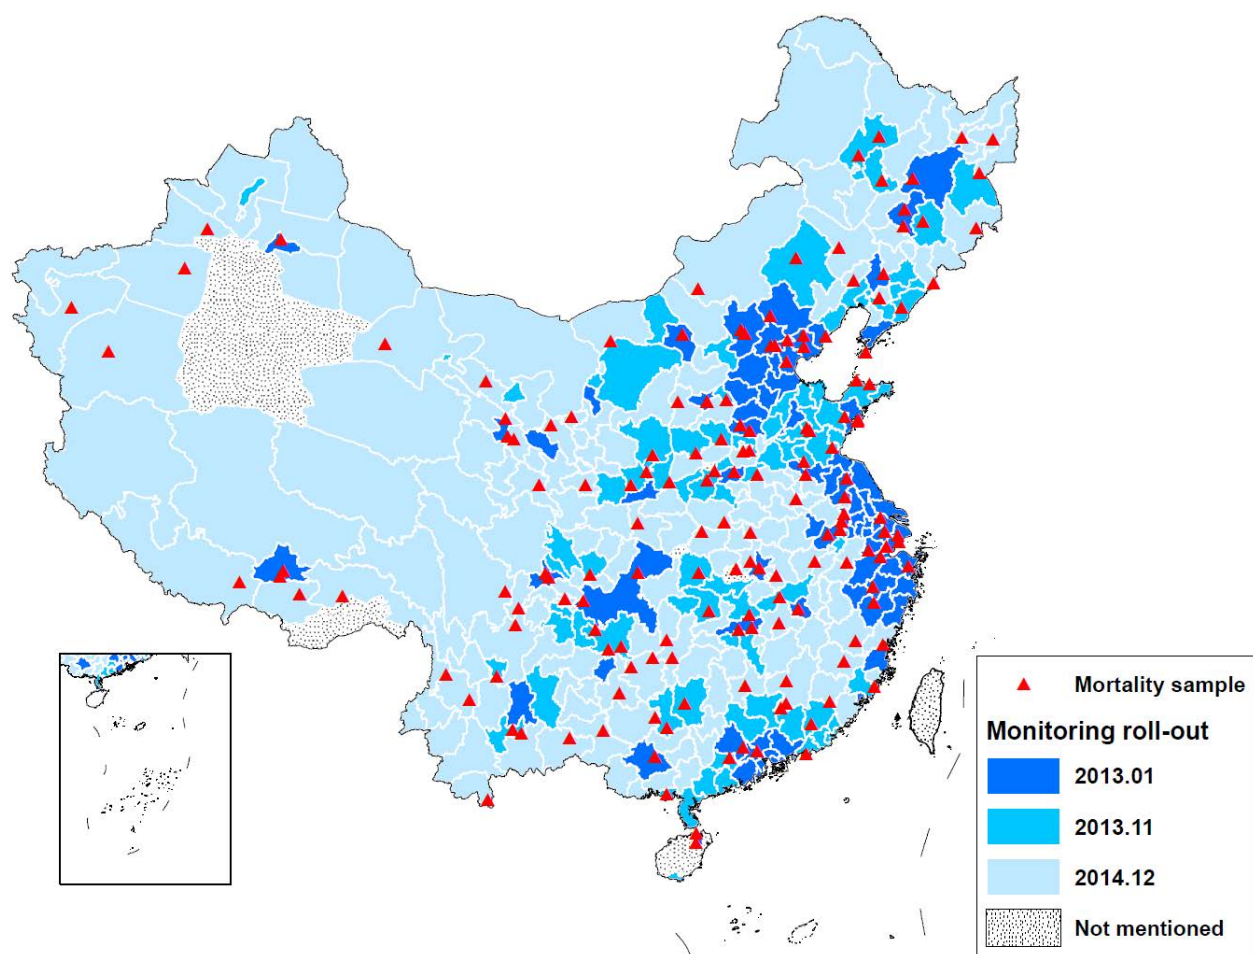 Mortality sample
Monitoring roll-out
2013.01
2013.11
2014.12
Not mentioned